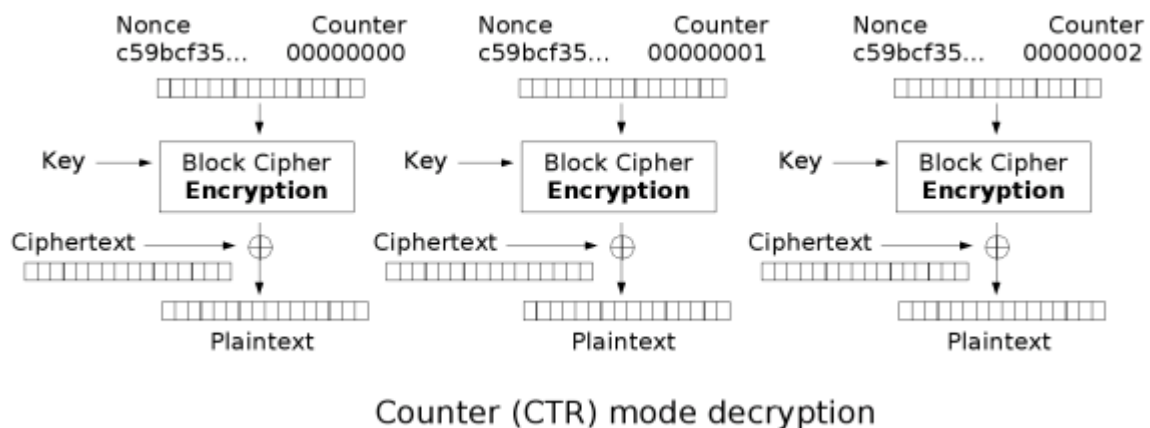 Nonce Counter Nonce Counter Nonce Counter
c59bcf35... 00000000 c59bcf35... 00000001 c59bcf35... 00000002
Key Block Cipher Key Block Cipher Key Block Cipher
Encryption Encryption Encryption
Ciphertext Ciphertext Ciphertext
Plaintext Plaintext Plaintext
Counter (CTR) mode decryption